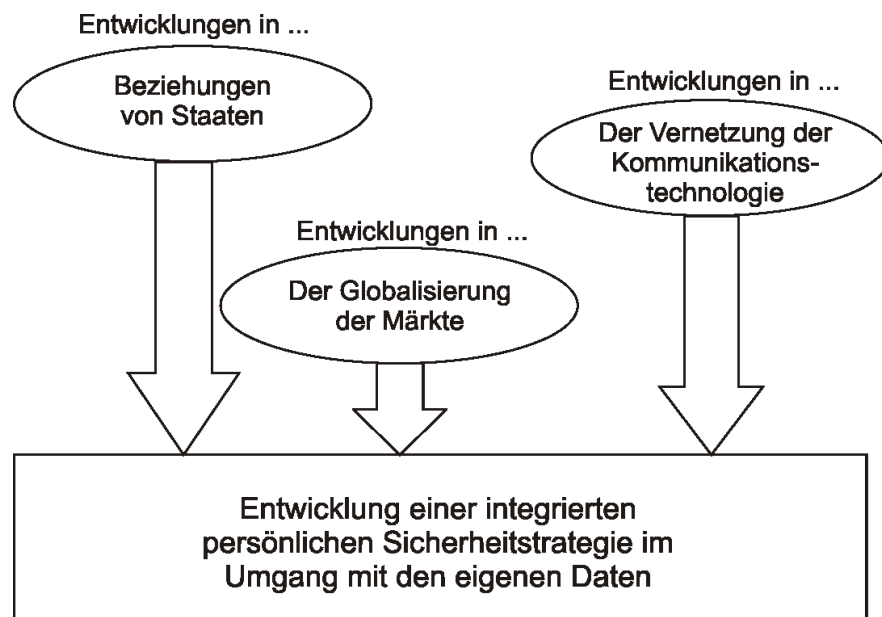 Entwicklungen in ...
Beziehungen
von Staaten
Entwicklungen in ...
Der Vernetzung der
Kommunikations-
technologie
Entwicklungen in ...
Der Globalisierung
der Märkte
Entwicklung einer integrierten
persönlichen Sicherheitstrategie im
Umgang mit den eigenen Daten